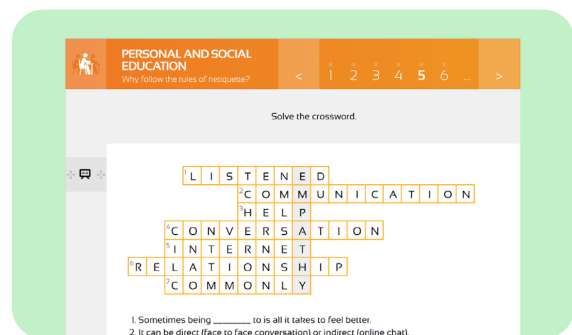 PERSONAL AND SOCIAL
EDUCATION
Why follow the rules of netiquette?
< 1 2 3 4 5 6 ... >
Solve the crossword.
1 L I S T E N E D
2 C O M M U N I C A T I O N
3 H E L P
4 C O N V E R S A T I O N
5 I N T E R N E T
6 R E L A T I O N S H I P
7 C O M M O N L Y
1. Sometimes being ________ to is all it takes to feel better.
2. It can be direct (face to face conversation) or indirect (online chat).